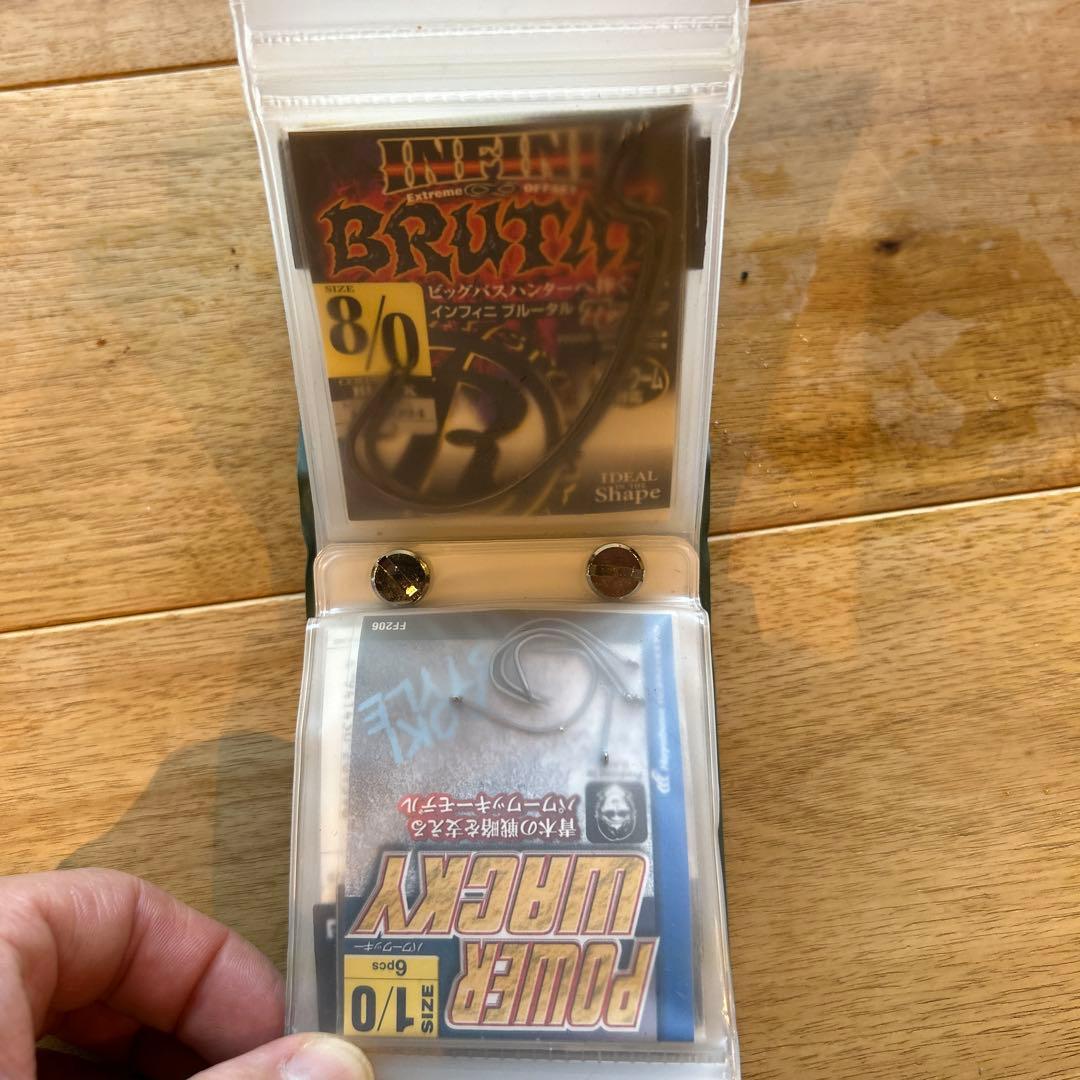 INFINI
Extreme OFFSET
BRUTAL
SIZE
8/0
ビッグバスハンターへ捧ぐ
インフィニ ブルータル
IDEAL
IN THE
Shape
POWER
WACKY
パワーワッキー
SIZE
1/0
6pcs
青木の戦略を支える
パワーワッキーモデル
AOKI
STYLE
FF206